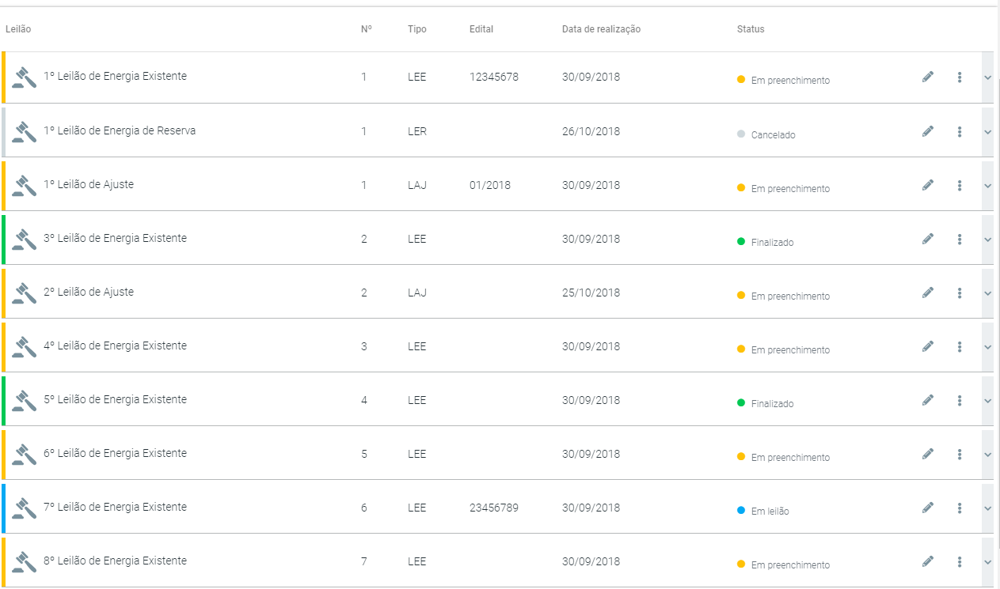 Leilão Nº Tipo Edital Data de realização Status
1º Leilão de Energia Existente 1 LEE 12345678 30/09/2018 Em preenchimento
1º Leilão de Energia de Reserva 1 LER 26/10/2018 Cancelado
1º Leilão de Ajuste 1 LAJ 01/2018 30/09/2018 Em preenchimento
3º Leilão de Energia Existente 2 LEE 30/09/2018 Finalizado
2º Leilão de Ajuste 2 LAJ 25/10/2018 Em preenchimento
4º Leilão de Energia Existente 3 LEE 30/09/2018 Em preenchimento
5º Leilão de Energia Existente 4 LEE 30/09/2018 Finalizado
6º Leilão de Energia Existente 5 LEE 30/09/2018 Em preenchimento
7º Leilão de Energia Existente 6 LEE 23456789 30/09/2018 Em leilão
8º Leilão de Energia Existente 7 LEE 30/09/2018 Em preenchimento